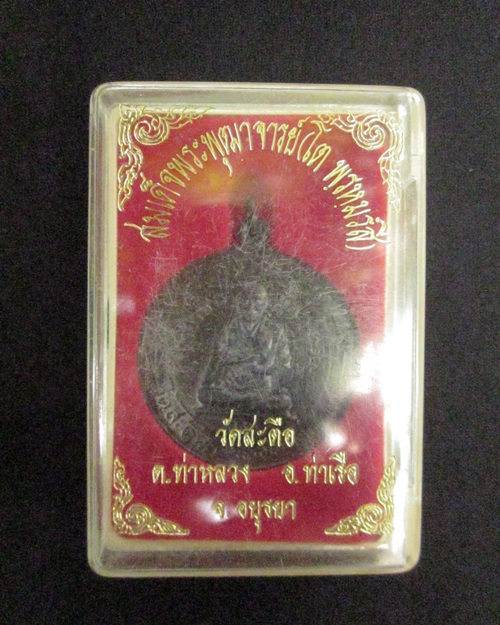 สมเด็จพระพุฒาจารย์(โต พรหมรํสี)
วัดสะตือ
ต.ท่าหลวง อ.ท่าเรือ
จ.อยุธยา